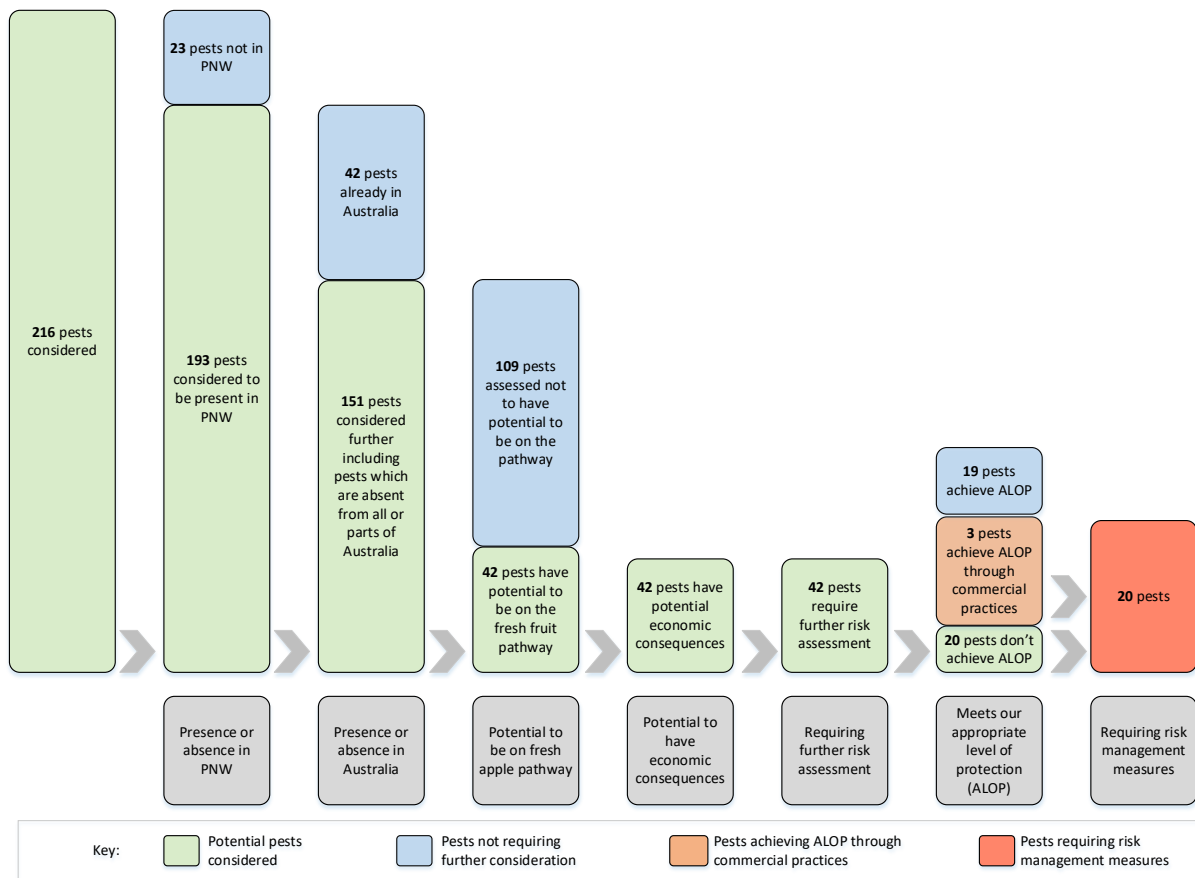 216 pests
considered
23 pests not in
PNW
193 pests
considered to
be present in
PNW
42 pests
already in
Australia
151 pests
considered
further
including
pests which
are absent
from all or
parts of
Australia
109 pests
assessed not
to have
potential to
be on the
pathway
42 pests have
potential to
be on the
fresh fruit
pathway
42 pests have
potential
economic
consequences
42 pests
require
further risk
assessment
19 pests
achieve ALOP
3 pests
achieve ALOP
through
commercial
practices
20 pests don’t
achieve ALOP
20 pests
Presence or
absence in
PNW
Presence or
absence in
Australia
Potential to
be on fresh
apple pathway
Potential to
have
economic
consequences
Requiring
further risk
assessment
Meets our
appropriate
level of
protection
(ALOP)
Requiring risk
management
measures
Key:
Potential pests
considered
Pests not requiring
further consideration
Pests achieving ALOP through
commercial practices
Pests requiring risk
management measures